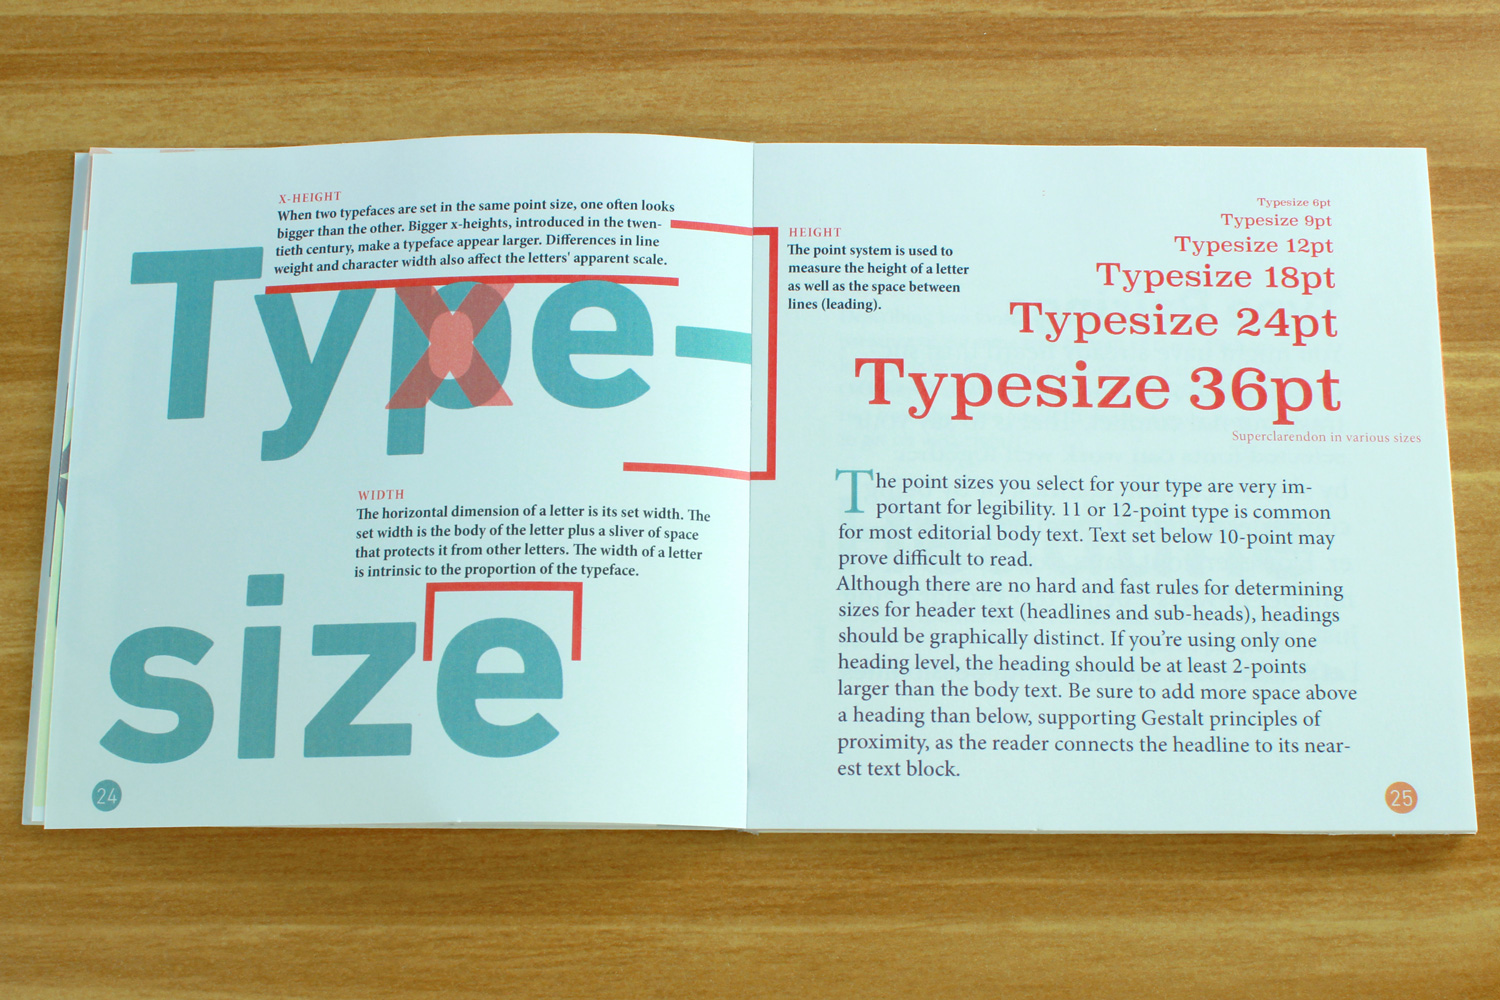 X-HEIGHT
When two typefaces are set in the same point size, one often looks
bigger than the other. Bigger x-heights, introduced in the twen-
tieth century, make a typeface appear larger. Differences in line
weight and character width also affect the letters' apparent scale.
Type-
x
WIDTH
The horizontal dimension of a letter is its set width. The
set width is the body of the letter plus a sliver of space
that protects it from other letters. The width of a letter
is intrinsic to the proportion of the typeface.
size
24
HEIGHT
The point system is used to
measure the height of a letter
as well as the space between
lines (leading).
Typesize 6pt
Typesize 9pt
Typesize 12pt
Typesize 18pt
Typesize 24pt
Typesize 36pt
Superclarendon in various sizes
The point sizes you select for your type are very im-
portant for legibility. 11 or 12-point type is common
for most editorial body text. Text set below 10-point may
prove difficult to read.
Although there are no hard and fast rules for determining
sizes for header text (headlines and sub-heads), headings
should be graphically distinct. If you're using only one
heading level, the heading should be at least 2-points
larger than the body text. Be sure to add more space above
a heading than below, supporting Gestalt principles of
proximity, as the reader connects the headline to its near-
est text block.
25